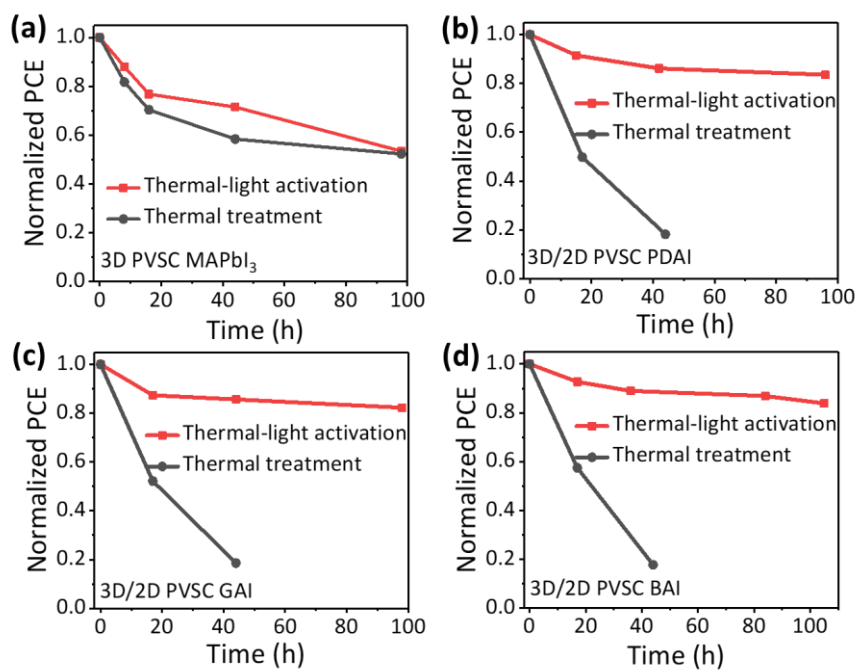 (a)
Normalized PCE
1.0
0.8
0.6
0.4
0.2
0.0
Thermal-light activation
Thermal treatment
3D PVSC MAPbI₃
0 20 40 60 80 100
Time (h)
(b)
Normalized PCE
1.0
0.8
0.6
0.4
0.2
0.0
Thermal-light activation
Thermal treatment
3D/2D PVSC PDAI
0 20 40 60 80 100
Time (h)
(c)
Normalized PCE
1.0
0.8
0.6
0.4
0.2
0.0
Thermal-light activation
Thermal treatment
3D/2D PVSC GAI
0 20 40 60 80 100
Time (h)
(d)
Normalized PCE
1.0
0.8
0.6
0.4
0.2
0.0
Thermal-light activation
Thermal treatment
3D/2D PVSC BAI
0 20 40 60 80 100
Time (h)